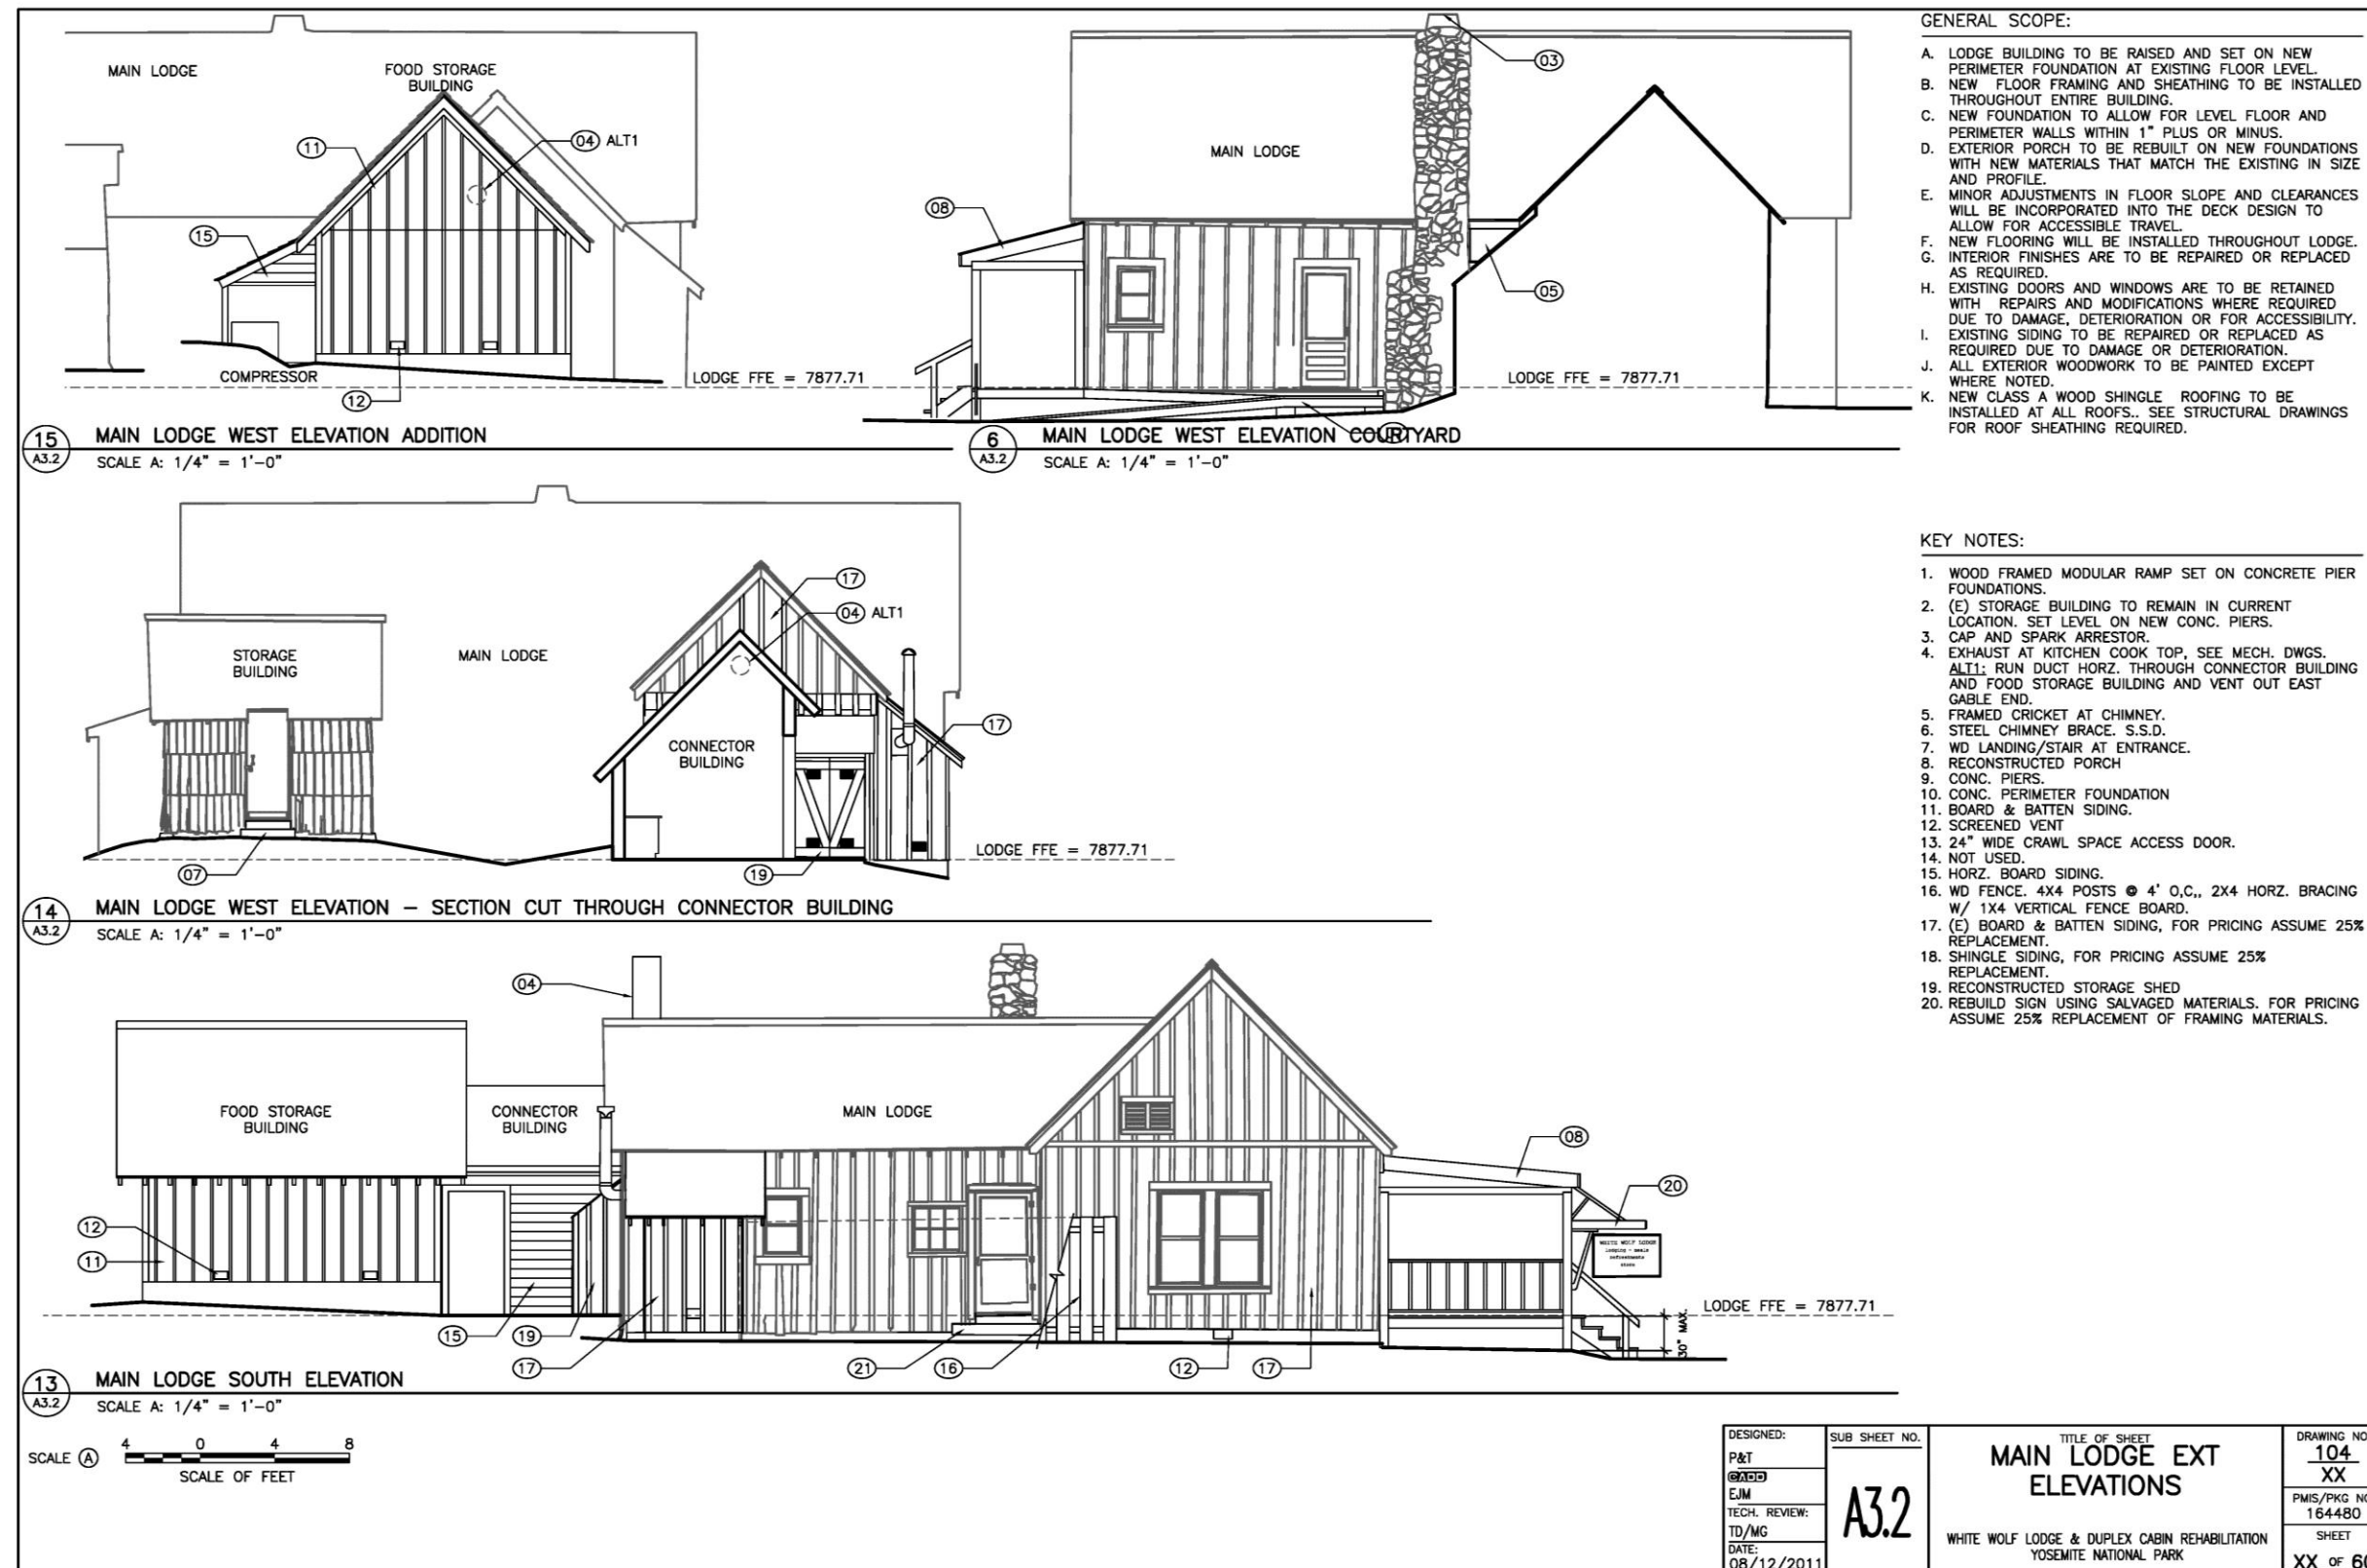 MAIN LODGE
FOOD STORAGE
BUILDING
11
04 ALT1
15
COMPRESSOR
12
LODGE FFE = 7877.71
15
A3.2
MAIN LODGE WEST ELEVATION ADDITION
SCALE A: 1/4" = 1'-0"
03
MAIN LODGE
08
05
LODGE FFE = 7877.71
6
A3.2
MAIN LODGE WEST ELEVATION COURTYARD
SCALE A: 1/4" = 1'-0"
GENERAL SCOPE:
A. LODGE BUILDING TO BE RAISED AND SET ON NEW
PERIMETER FOUNDATION AT EXISTING FLOOR LEVEL.
B. NEW FLOOR FRAMING AND SHEATHING TO BE INSTALLED
THROUGHOUT ENTIRE BUILDING.
C. NEW FOUNDATION TO ALLOW FOR LEVEL FLOOR AND
PERIMETER WALLS WITHIN 1" PLUS OR MINUS.
D. EXTERIOR PORCH TO BE REBUILT ON NEW FOUNDATIONS
WITH NEW MATERIALS THAT MATCH THE EXISTING IN SIZE
AND PROFILE.
E. MINOR ADJUSTMENTS IN FLOOR SLOPE AND CLEARANCES
WILL BE INCORPORATED INTO THE DECK DESIGN TO
ALLOW FOR ACCESSIBLE TRAVEL.
F. NEW FLOORING WILL BE INSTALLED THROUGHOUT LODGE.
G. INTERIOR FINISHES ARE TO BE REPAIRED OR REPLACED
AS REQUIRED.
H. EXISTING DOORS AND WINDOWS ARE TO BE RETAINED
WITH REPAIRS AND MODIFICATIONS WHERE REQUIRED
DUE TO DAMAGE, DETERIORATION OR FOR ACCESSIBILITY.
I. EXISTING SIDING TO BE REPAIRED OR REPLACED AS
REQUIRED DUE TO DAMAGE OR DETERIORATION.
J. ALL EXTERIOR WOODWORK TO BE PAINTED EXCEPT
WHERE NOTED.
K. NEW CLASS A WOOD SHINGLE ROOFING TO BE
INSTALLED AT ALL ROOFS.. SEE STRUCTURAL DRAWINGS
FOR ROOF SHEATHING REQUIRED.
17
04 ALT1
STORAGE
BUILDING
MAIN LODGE
17
CONNECTOR
BUILDING
LODGE FFE = 7877.71
07
19
14
A3.2
MAIN LODGE WEST ELEVATION – SECTION CUT THROUGH CONNECTOR BUILDING
SCALE A: 1/4" = 1'-0"
KEY NOTES:
1. WOOD FRAMED MODULAR RAMP SET ON CONCRETE PIER
FOUNDATIONS.
2. (E) STORAGE BUILDING TO REMAIN IN CURRENT
LOCATION. SET LEVEL ON NEW CONC. PIERS.
3. CAP AND SPARK ARRESTOR.
4. EXHAUST AT KITCHEN COOK TOP, SEE MECH. DWGS.
ALT1: RUN DUCT HORZ. THROUGH CONNECTOR BUILDING
AND FOOD STORAGE BUILDING AND VENT OUT EAST
GABLE END.
5. FRAMED CRICKET AT CHIMNEY.
6. STEEL CHIMNEY BRACE. S.S.D.
7. WD LANDING/STAIR AT ENTRANCE.
8. RECONSTRUCTED PORCH
9. CONC. PIERS.
10. CONC. PERIMETER FOUNDATION
11. BOARD & BATTEN SIDING.
12. SCREENED VENT
13. 24" WIDE CRAWL SPACE ACCESS DOOR.
14. NOT USED.
15. HORZ. BOARD SIDING.
16. WD FENCE. 4X4 POSTS @ 4' O,C,, 2X4 HORZ. BRACING
W/ 1X4 VERTICAL FENCE BOARD.
17. (E) BOARD & BATTEN SIDING, FOR PRICING ASSUME 25%
REPLACEMENT.
18. SHINGLE SIDING, FOR PRICING ASSUME 25%
REPLACEMENT.
19. RECONSTRUCTED STORAGE SHED
20. REBUILD SIGN USING SALVAGED MATERIALS. FOR PRICING
ASSUME 25% REPLACEMENT OF FRAMING MATERIALS.
04
FOOD STORAGE
BUILDING
CONNECTOR
BUILDING
MAIN LODGE
08
20
WHITE WOLF LODGE
lodging - meals
refreshments
store
12
11
LODGE FFE = 7877.71
30" MAX.
15
19
17
21
16
12
17
13
A3.2
MAIN LODGE SOUTH ELEVATION
SCALE A: 1/4" = 1'-0"
SCALE A
4 0 4 8
SCALE OF FEET
DESIGNED:
P&T
CADD
EJM
TECH. REVIEW:
TD/MG
DATE:
08/12/2011
SUB SHEET NO.
A3.2
TITLE OF SHEET
MAIN LODGE EXT
ELEVATIONS
WHITE WOLF LODGE & DUPLEX CABIN REHABILITATION
YOSEMITE NATIONAL PARK
DRAWING NO
104
XX
PMIS/PKG NO
164480
SHEET
XX OF 60